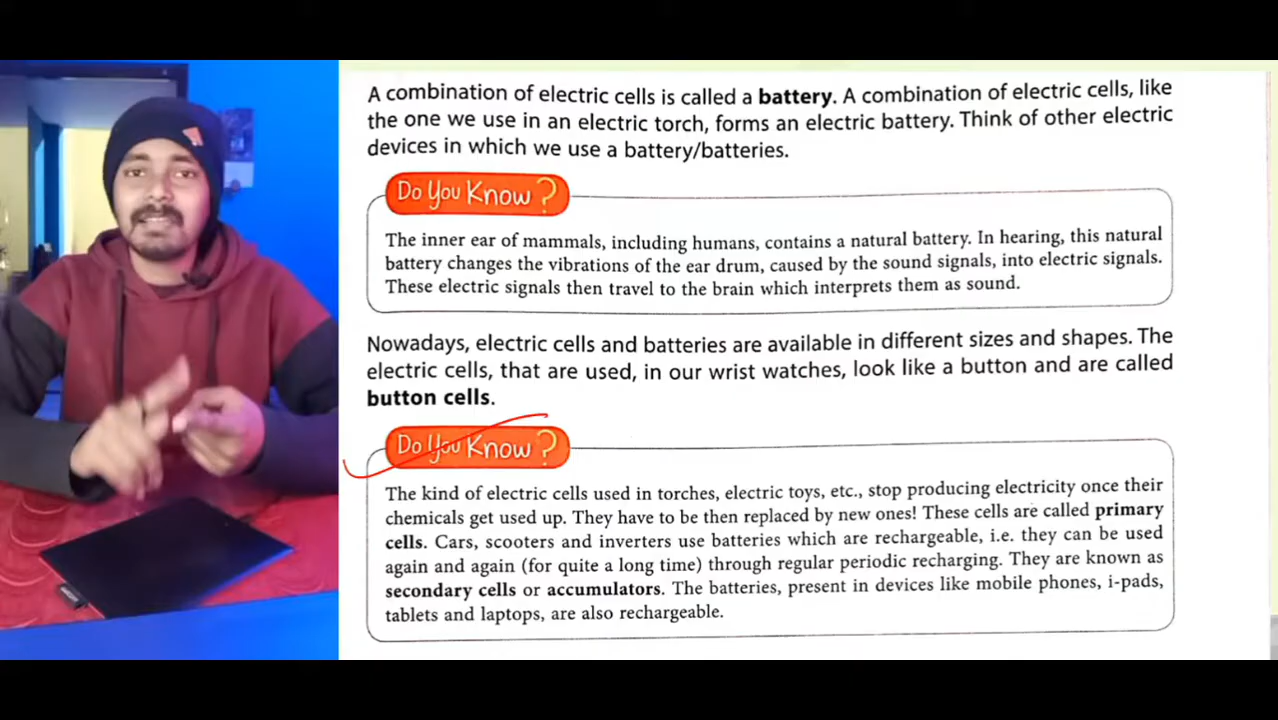 A combination of electric cells is called a battery. A combination of electric cells, like
the one we use in an electric torch, forms an electric battery. Think of other electric
devices in which we use a battery/batteries.
Do You Know?
The inner ear of mammals, including humans, contains a natural battery. In hearing, this natural
battery changes the vibrations of the ear drum, caused by the sound signals, into electric signals.
These electric signals then travel to the brain which interprets them as sound.
Nowadays, electric cells and batteries are available in different sizes and shapes. The
electric cells, that are used, in our wrist watches, look like a button and are called
button cells.
Do You Know?
The kind of electric cells used in torches, electric toys, etc., stop producing electricity once their
chemicals get used up. They have to be then replaced by new ones! These cells are called primary
cells. Cars, scooters and inverters use batteries which are rechargeable, i.e. they can be used
again and again (for quite a long time) through regular periodic recharging. They are known as
secondary cells or accumulators. The batteries, present in devices like mobile phones, i-pads,
tablets and laptops, are also rechargeable.